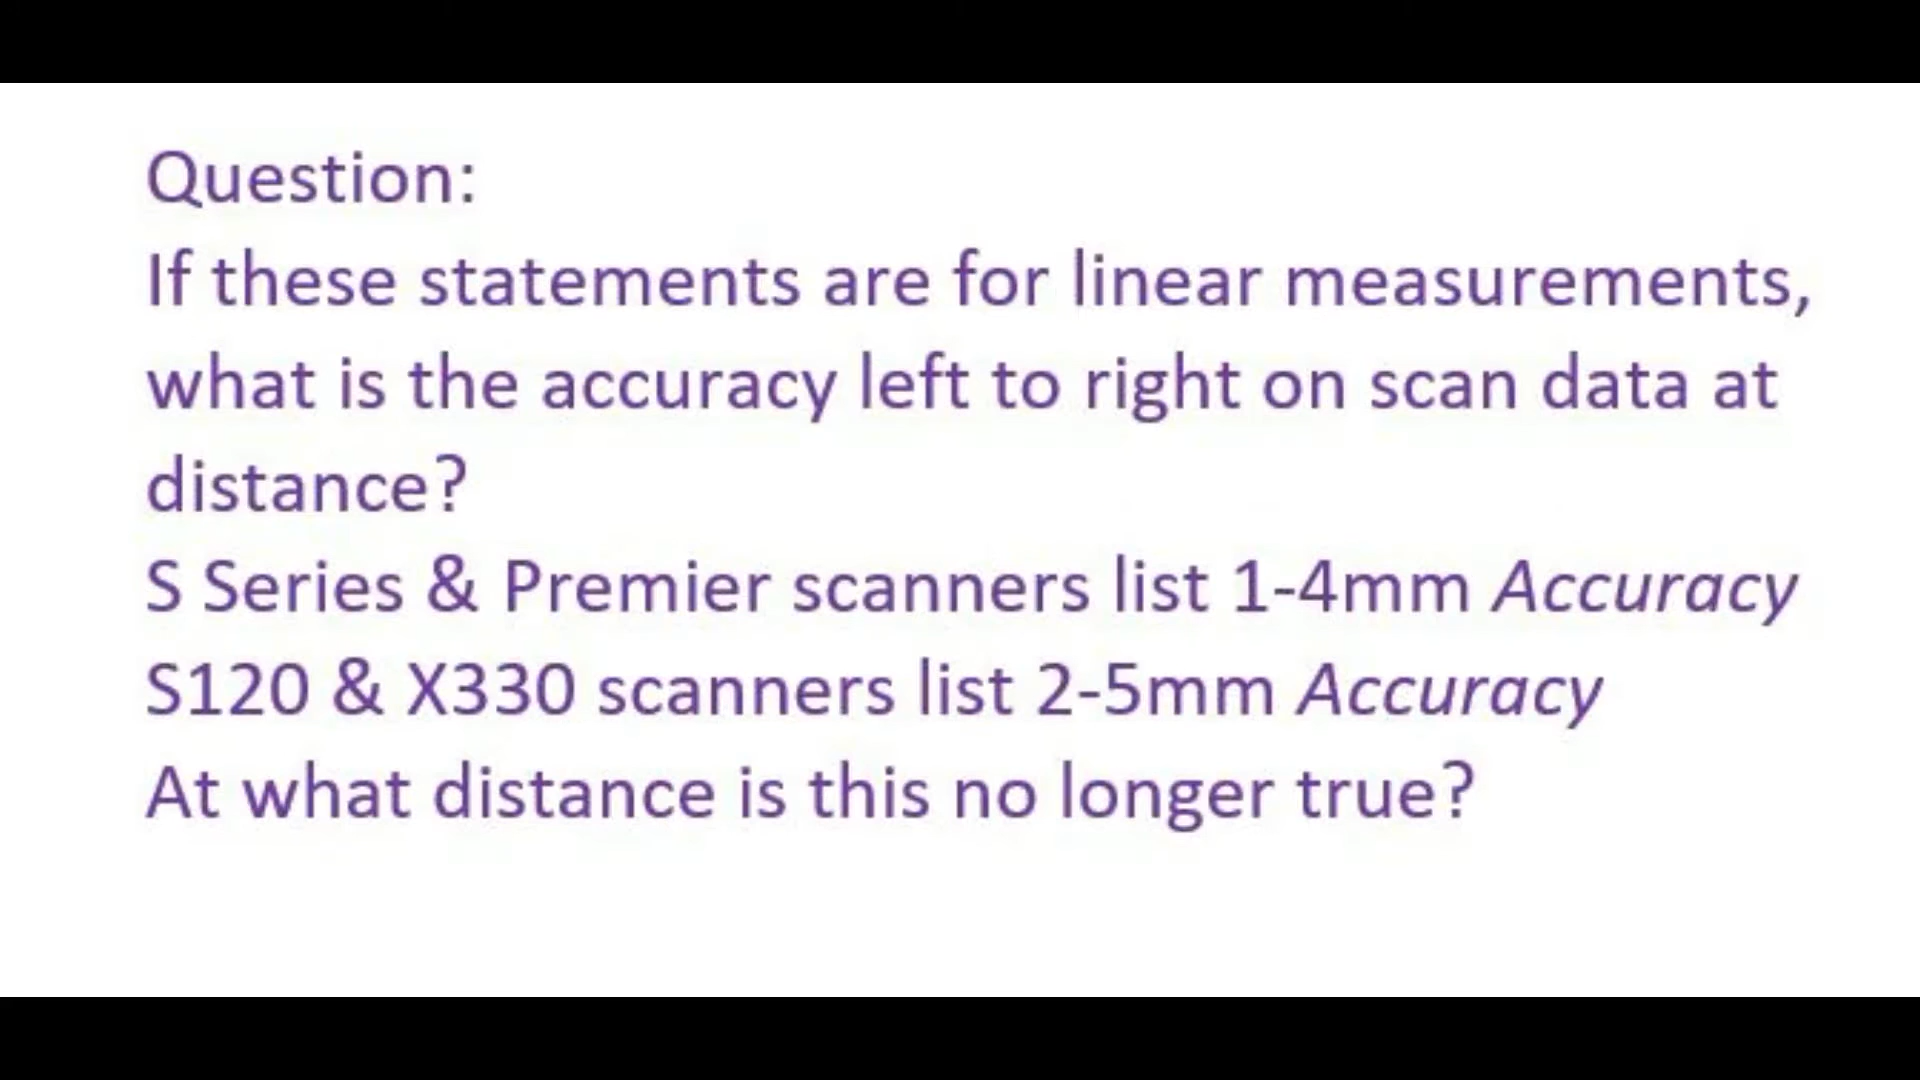 Question:
If these statements are for linear measurements,
what is the accuracy left to right on scan data at
distance?
S Series & Premier scanners list 1-4mm Accuracy
S120 & X330 scanners list 2-5mm Accuracy
At what distance is this no longer true?